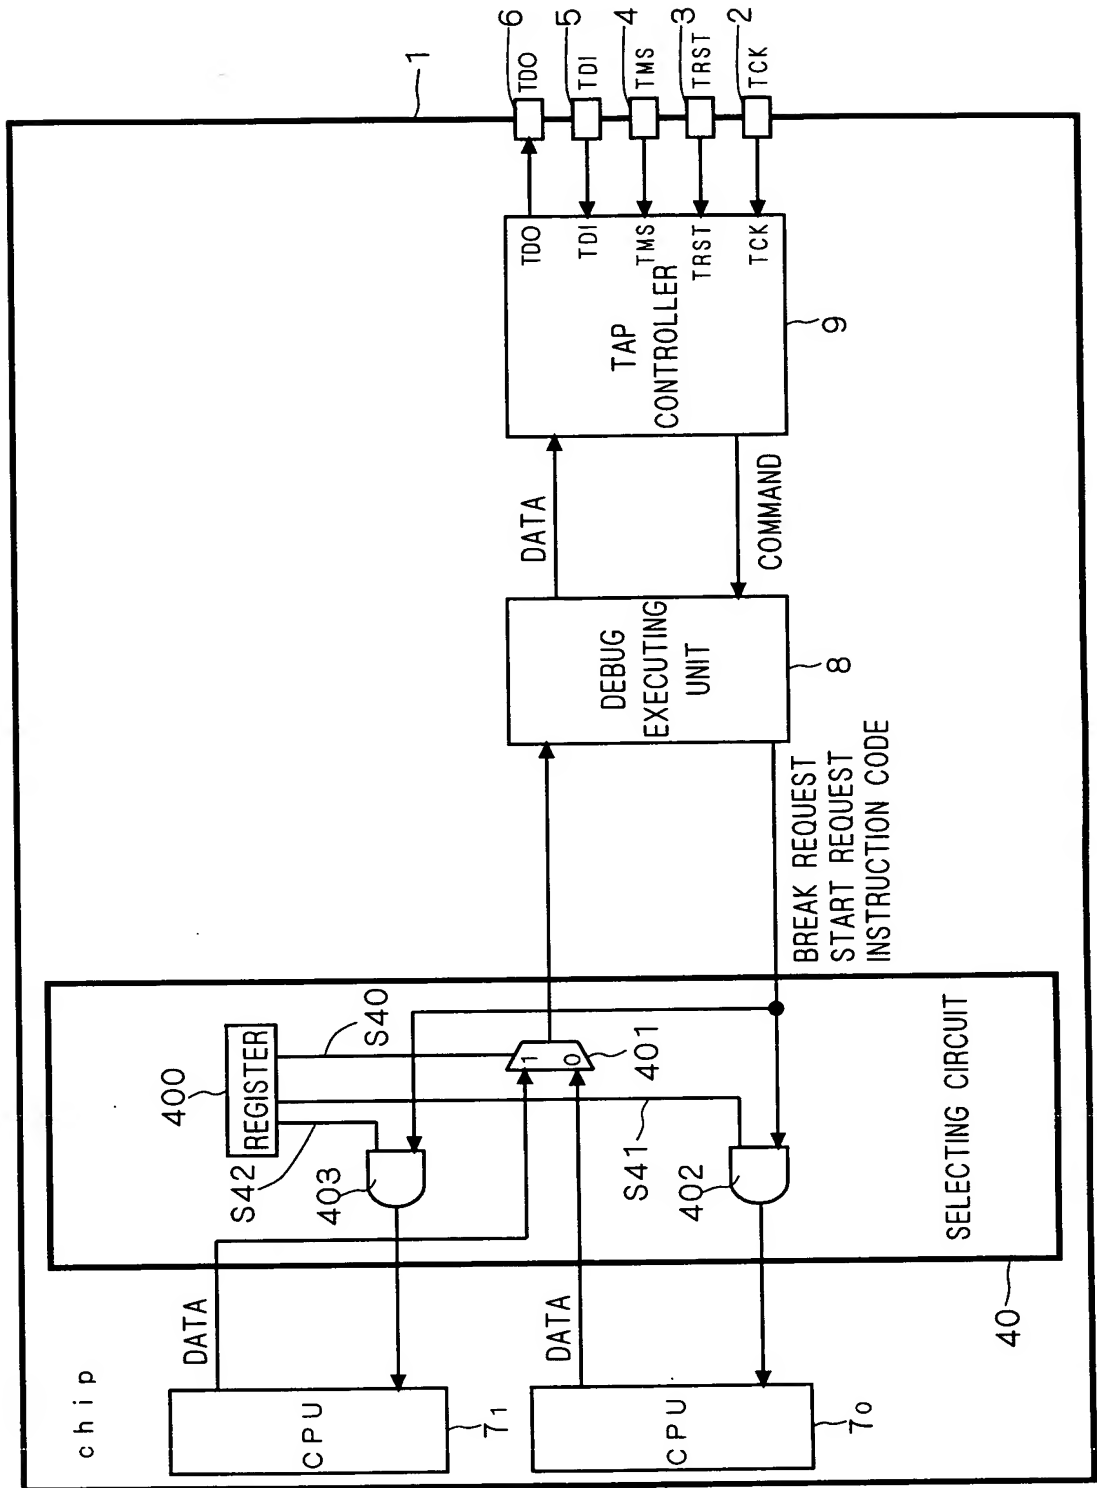 chip
1
6
TDO
5
TDI
4
TMS
3
TRST
2
TCK
TDO
TDI
TMS
TRST
TCK
TAP
CONTROLLER
9
DATA
COMMAND
DEBUG
EXECUTING
UNIT
8
BREAK REQUEST
START REQUEST
INSTRUCTION CODE
400
REGISTER
S40
S42
403
1
0
401
S41
402
SELECTING CIRCUIT
40
DATA
DATA
CPU
71
CPU
70